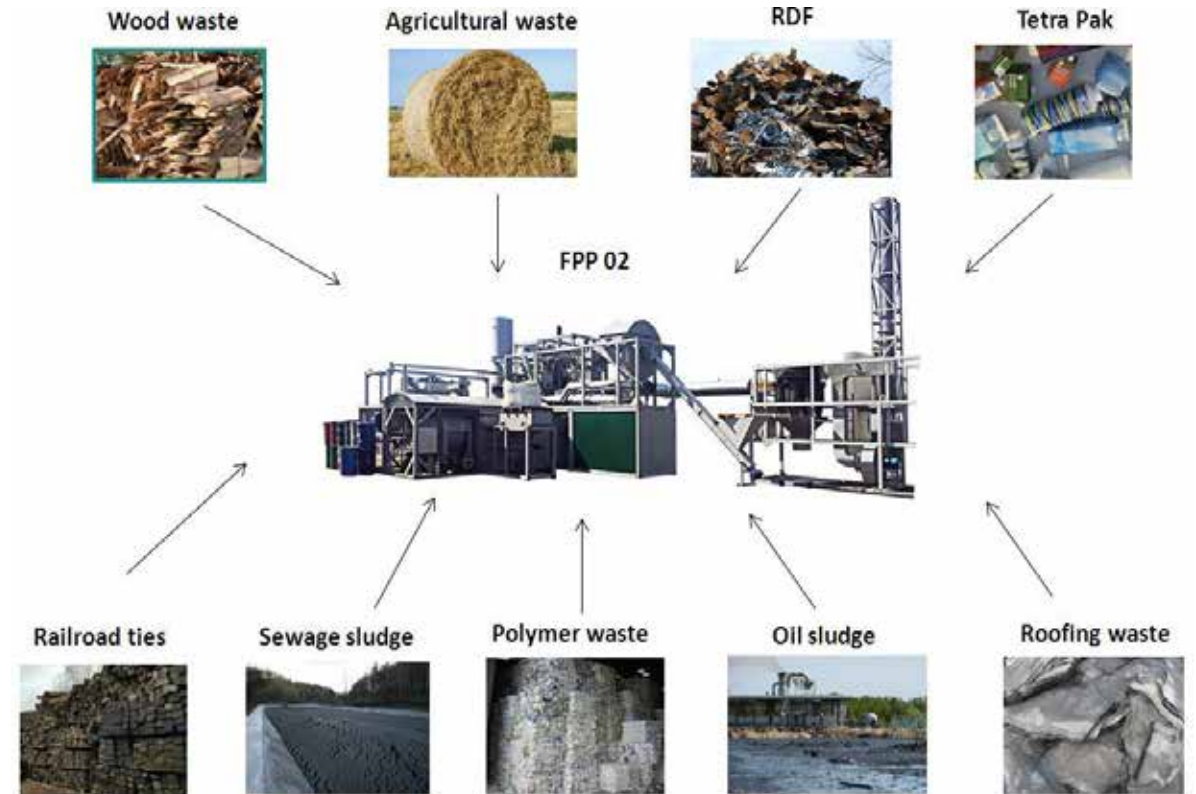 Wood waste
Agricultural waste
RDF
Tetra Pak
FPP 02
Railroad ties
Sewage sludge
Polymer waste
Oil sludge
Roofing waste